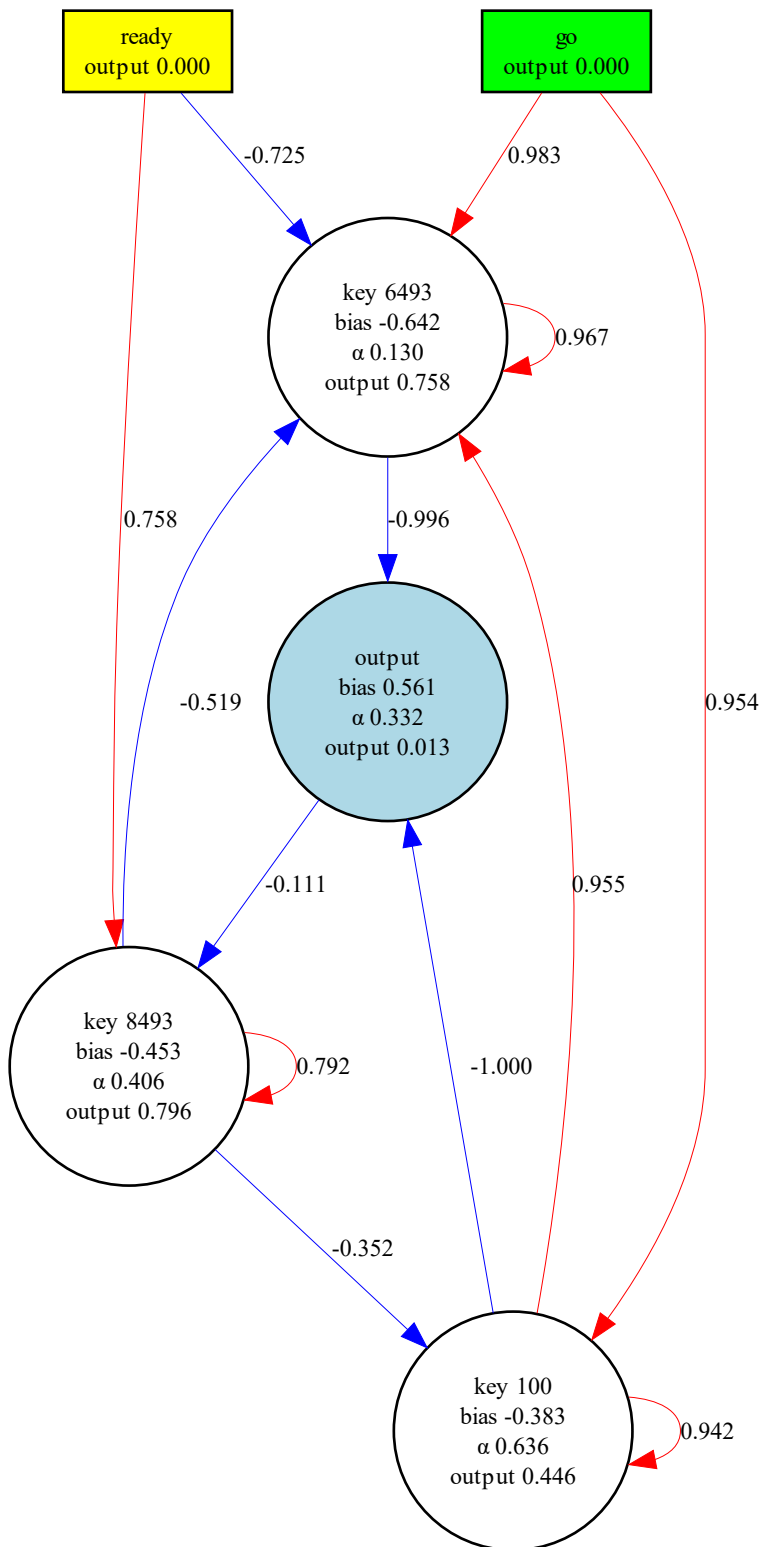 ready
output 0.000
go
output 0.000
-0.725
0.983
key 6493
bias -0.642
α 0.130
output 0.758
0.967
0.758
-0.996
output
bias 0.561
α 0.332
output 0.013
-0.519
0.954
-0.111
0.955
key 8493
bias -0.453
α 0.406
output 0.796
0.792
-1.000
-0.352
key 100
bias -0.383
α 0.636
output 0.446
0.942